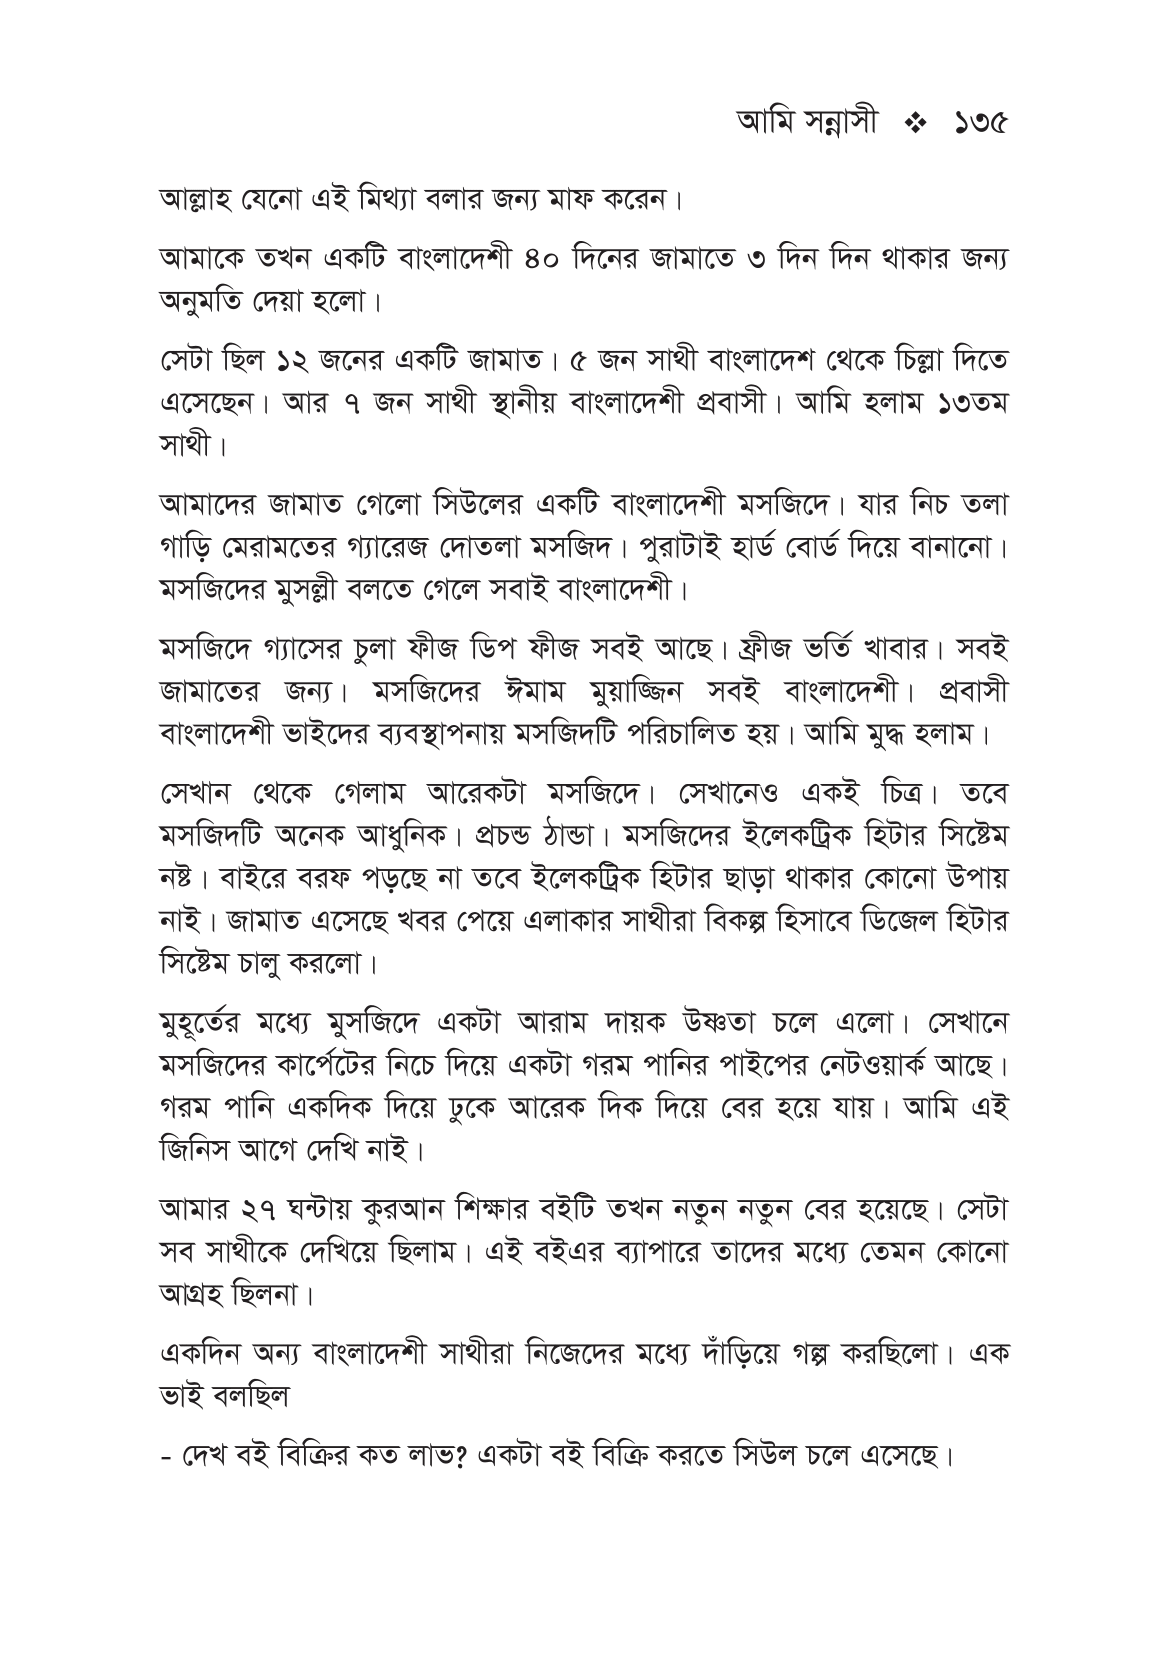 আমি সন্নাসী ❖ ১৩৫
আল্লাহ যেনো এই মিথ্যা বলার জন্য মাফ করেন।
আমাকে তখন একটি বাংলাদেশী ৪০ দিনের জামাতে ৩ দিন দিন থাকার জন্য
অনুমতি দেয়া হলো।
সেটা ছিল ১২ জনের একটি জামাত। ৫ জন সাথী বাংলাদেশ থেকে চিল্লা দিতে
এসেছেন। আর ৭ জন সাথী স্থানীয় বাংলাদেশী প্রবাসী। আমি হলাম ১৩তম
সাথী।
আমাদের জামাত গেলো সিউলের একটি বাংলাদেশী মসজিদে। যার নিচ তলা
গাড়ি মেরামতের গ্যারেজ দোতলা মসজিদ। পুরাটাই হার্ড বোর্ড দিয়ে বানানো।
মসজিদের মুসল্লী বলতে গেলে সবাই বাংলাদেশী।
মসজিদে গ্যাসের চুলা ফীজ ডিপ ফীজ সবই আছে। ফ্রীজ ভর্তি খাবার। সবই
জামাতের জন্য। মসজিদের ঈমাম মুয়াজ্জিন সবই বাংলাদেশী। প্রবাসী
বাংলাদেশী ভাইদের ব্যবস্থাপনায় মসজিদটি পরিচালিত হয়। আমি মুদ্ধ হলাম।
সেখান থেকে গেলাম আরেকটা মসজিদে। সেখানেও একই চিত্র। তবে
মসজিদটি অনেক আধুনিক। প্রচন্ড ঠান্ডা। মসজিদের ইলেকট্রিক হিটার সিষ্টেম
নষ্ট। বাইরে বরফ পড়ছে না তবে ইলেকট্রিক হিটার ছাড়া থাকার কোনো উপায়
নাই। জামাত এসেছে খবর পেয়ে এলাকার সাথীরা বিকল্প হিসাবে ডিজেল হিটার
সিষ্টেম চালু করলো।
মুহূর্তের মধ্যে মুসজিদে একটা আরাম দায়ক উষ্ণতা চলে এলো। সেখানে
মসজিদের কার্পেটের নিচে দিয়ে একটা গরম পানির পাইপের নেটওয়ার্ক আছে।
গরম পানি একদিক দিয়ে ঢুকে আরেক দিক দিয়ে বের হয়ে যায়। আমি এই
জিনিস আগে দেখি নাই।
আমার ২৭ ঘন্টায় কুরআন শিক্ষার বইটি তখন নতুন নতুন বের হয়েছে। সেটা
সব সাথীকে দেখিয়ে ছিলাম। এই বইএর ব্যাপারে তাদের মধ্যে তেমন কোনো
আগ্রহ ছিলনা।
একদিন অন্য বাংলাদেশী সাথীরা নিজেদের মধ্যে দাঁড়িয়ে গল্প করছিলো। এক
ভাই বলছিল
- দেখ বই বিক্রির কত লাভ? একটা বই বিক্রি করতে সিউল চলে এসেছে।